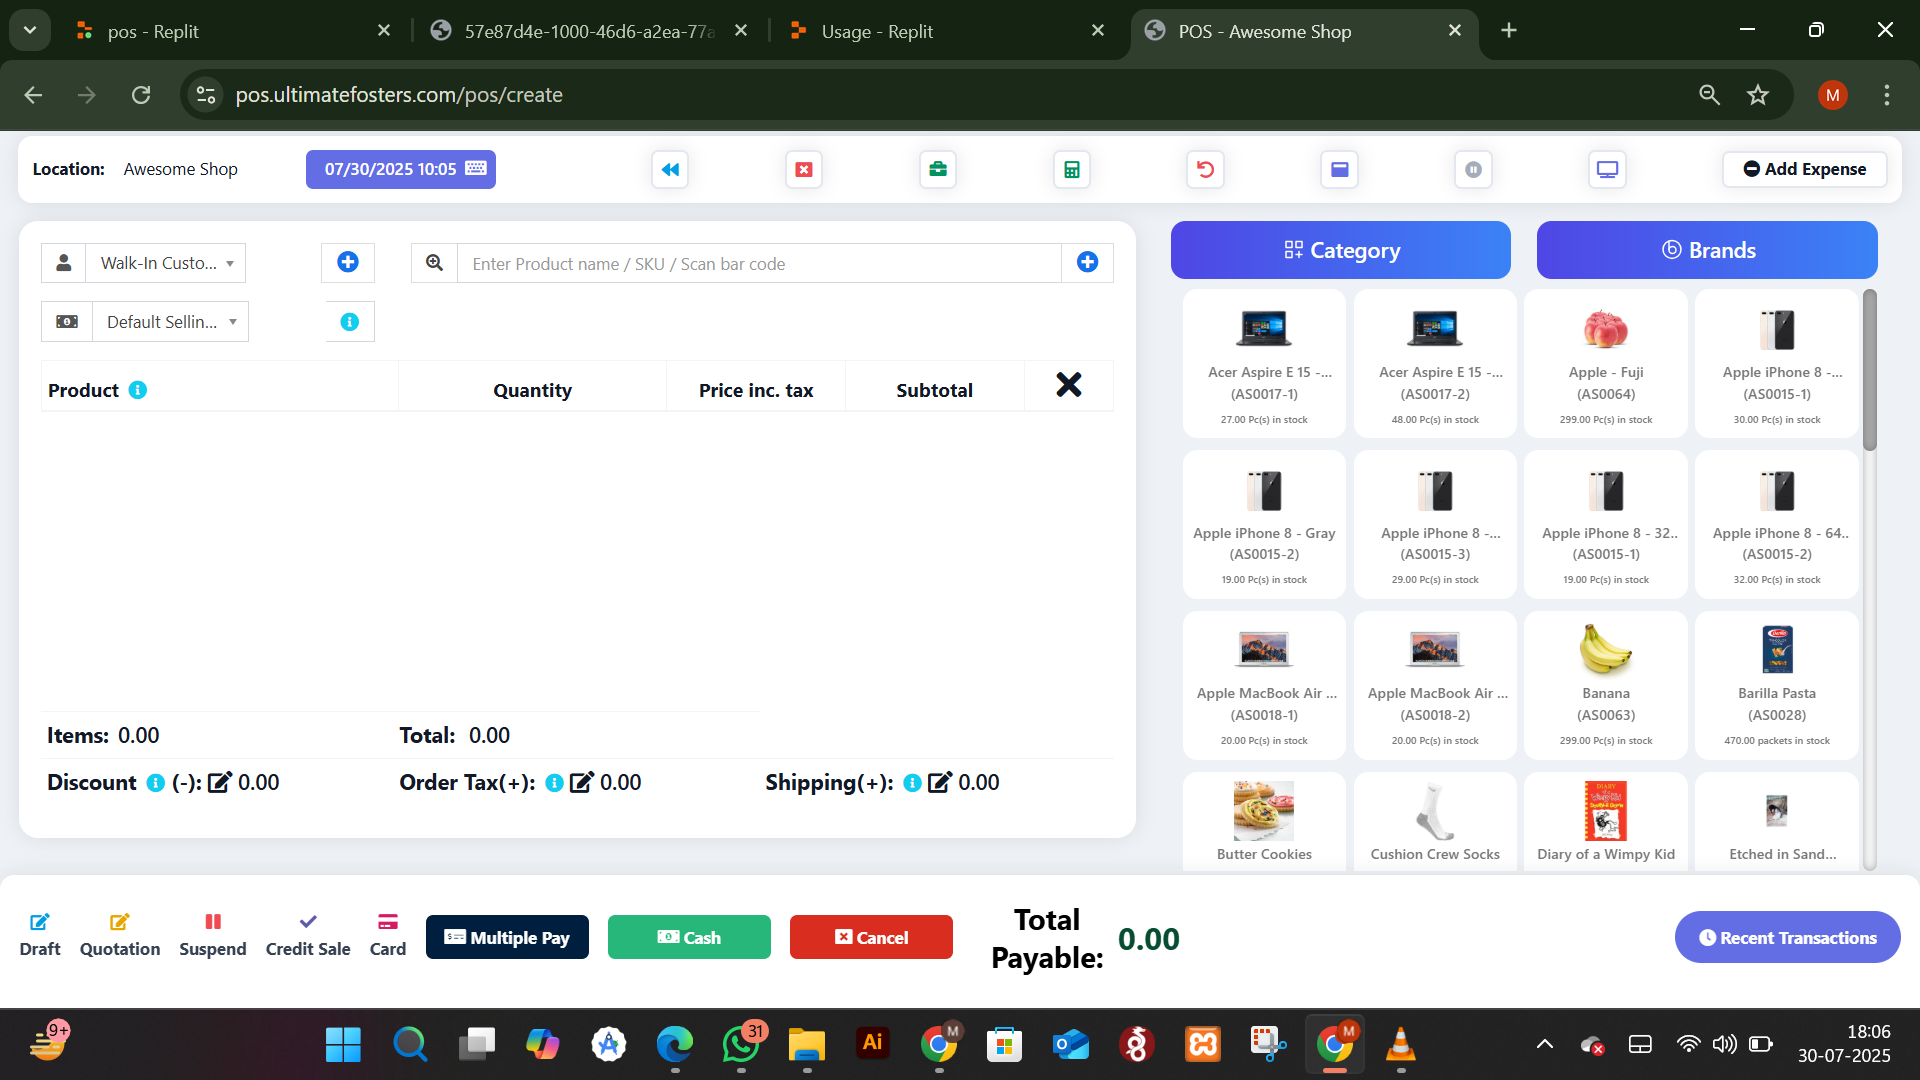 pos - Replit
57e87d4e-1000-46d6-a2ea-77a
Usage - Replit
POS - Awesome Shop
pos.ultimatefosters.com/pos/create
M
Location: Awesome Shop
07/30/2025 10:05
Add Expense
Walk-In Custo...
Enter Product name / SKU / Scan bar code
Default Sellin...
Product
Quantity
Price inc. tax
Subtotal
Items: 0.00
Total: 0.00
Discount (-): 0.00
Order Tax(+): 0.00
Shipping(+): 0.00
Category
Brands
Acer Aspire E 15 -...
(AS0017-1)
27.00 Pc(s) in stock
Acer Aspire E 15 -...
(AS0017-2)
48.00 Pc(s) in stock
Apple - Fuji
(AS0064)
299.00 Pc(s) in stock
Apple iPhone 8 -...
(AS0015-1)
30.00 Pc(s) in stock
Apple iPhone 8 - Gray
(AS0015-2)
19.00 Pc(s) in stock
Apple iPhone 8 -...
(AS0015-3)
29.00 Pc(s) in stock
Apple iPhone 8 - 32..
(AS0015-1)
19.00 Pc(s) in stock
Apple iPhone 8 - 64..
(AS0015-2)
32.00 Pc(s) in stock
Apple MacBook Air ...
(AS0018-1)
20.00 Pc(s) in stock
Apple MacBook Air ...
(AS0018-2)
20.00 Pc(s) in stock
Banana
(AS0063)
299.00 Pc(s) in stock
Barilla
Barilla Pasta
(AS0028)
470.00 packets in stock
Butter Cookies
Cushion Crew Socks
DIARY
Wimpy Kid
Diary of a Wimpy Kid
Etched in Sand...
Draft
Quotation
Suspend
Credit Sale
Card
Multiple Pay
Cash
Cancel
Total
Payable: 0.00
Recent Transactions
9+
31
Ai
M
M
18:06
30-07-2025